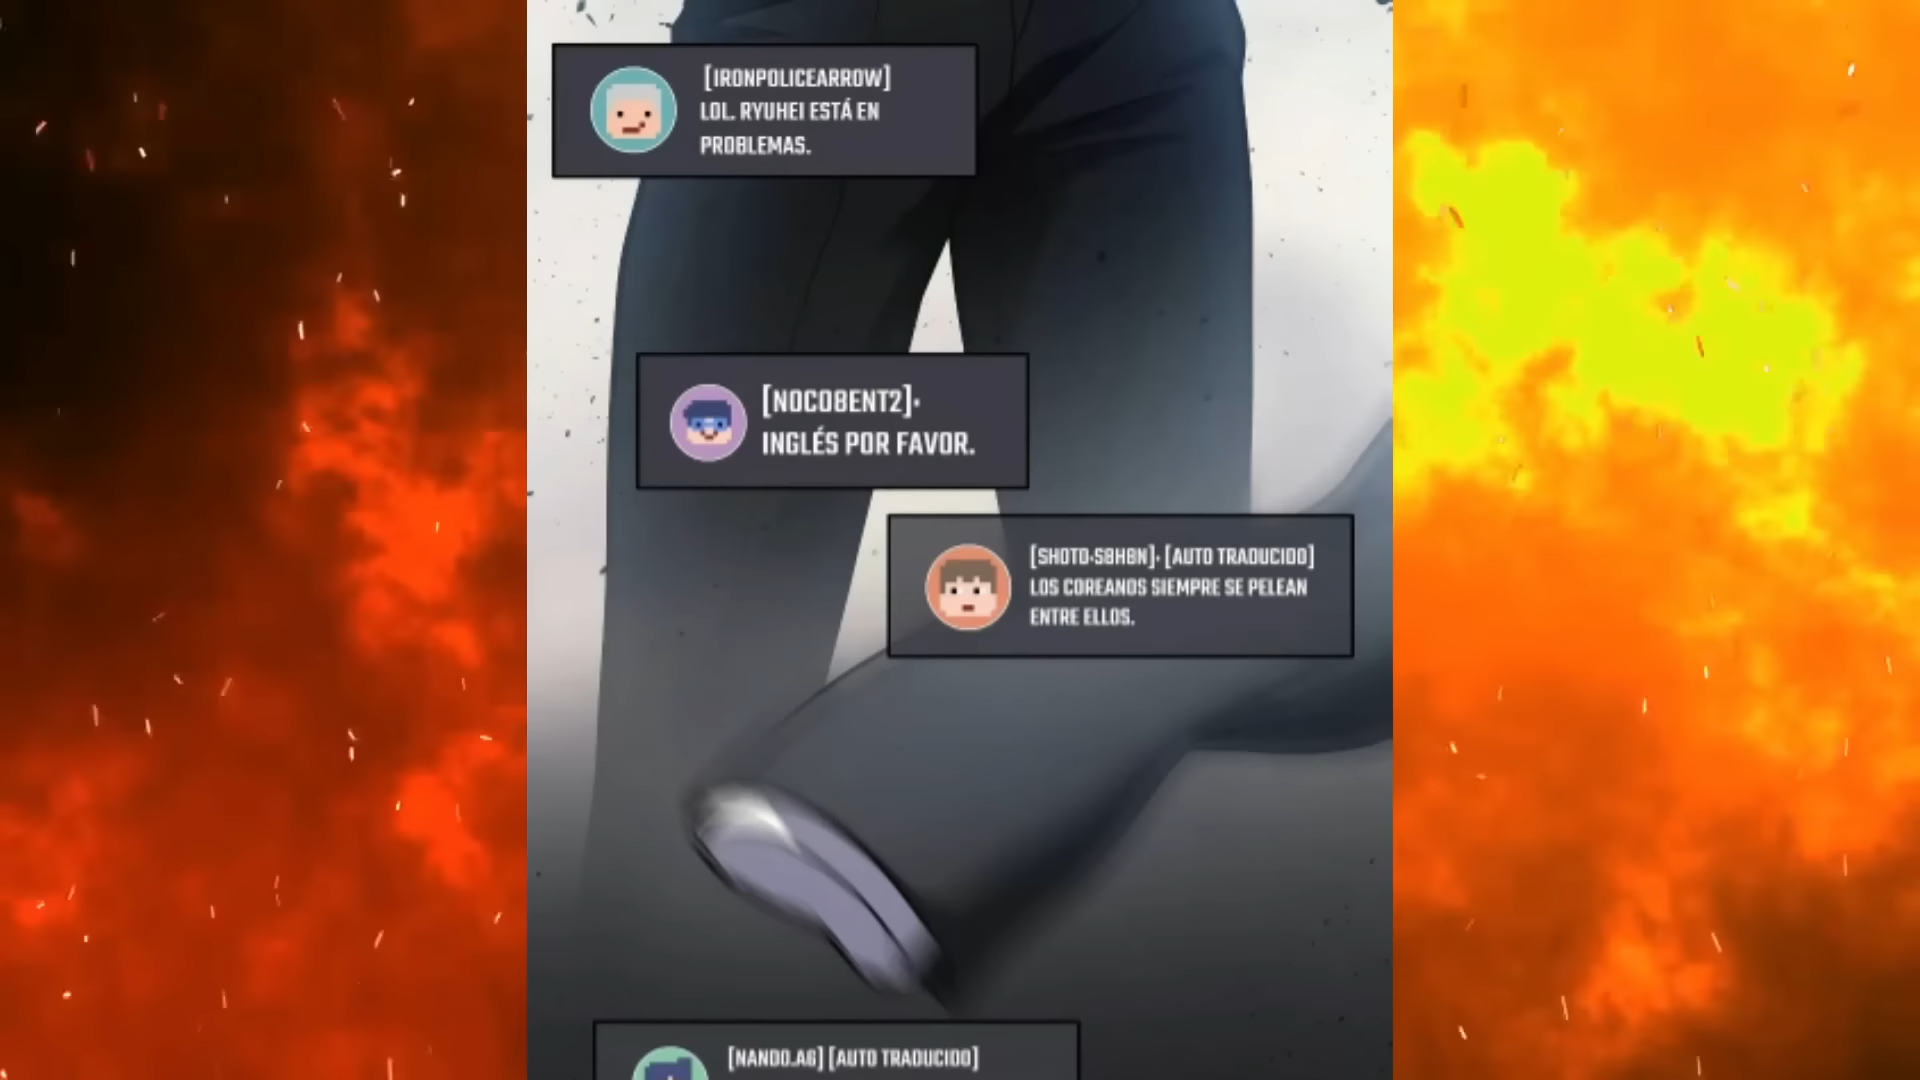 [IRONPOLICEARROW]
LOL. RYUHEI ESTÁ EN
PROBLEMAS.
[NOCO8ENT2]·
INGLÉS POR FAVOR.
[SHOTO·S8H8N]· [AUTO TRADUCIDO]
LOS COREANOS SIEMPRE SE PELEAN
ENTRE ELLOS.
[NANDO.A6] [AUTO TRADUCIDO]